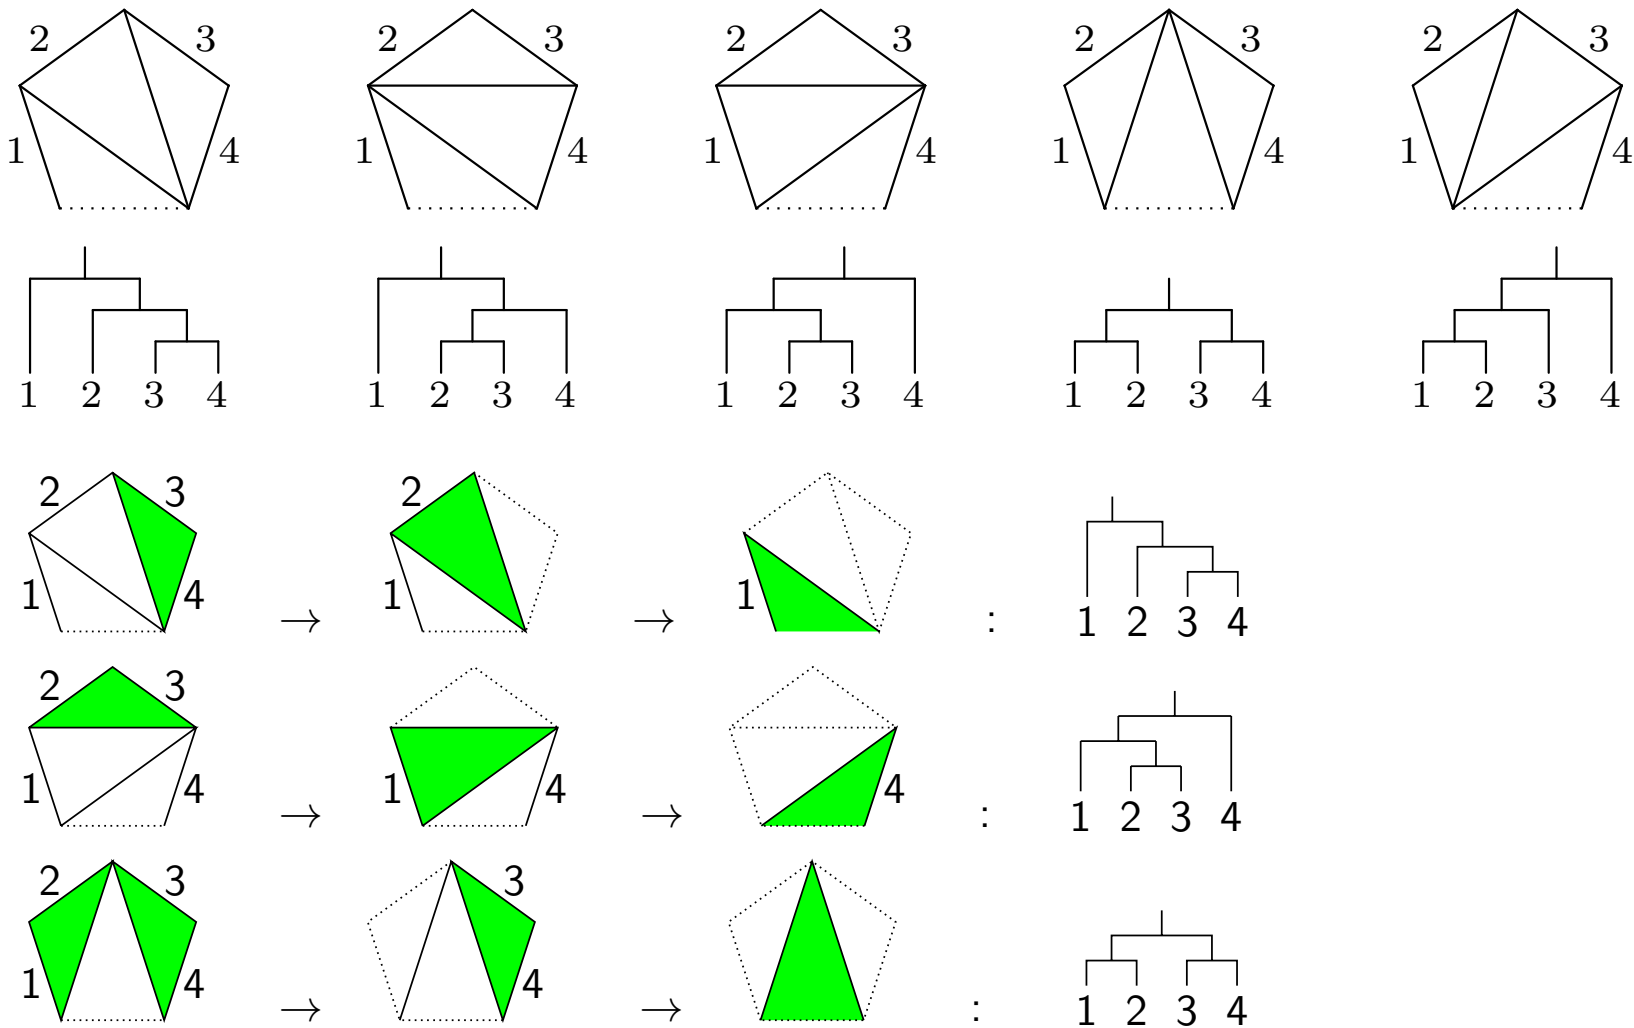 2 3 2 3 2 3 2 3 2 3
1 4 1 4 1 4 1 4 1 4
1 2 3 4 1 2 3 4 1 2 3 4 1 2 3 4 1 2 3 4
2 3 2
1 4 → 1 → 1 : 1 2 3 4
2 3
1 4 → 1 4 → 4 : 1 2 3 4
2 3 3
1 4 → 4 → : 1 2 3 4